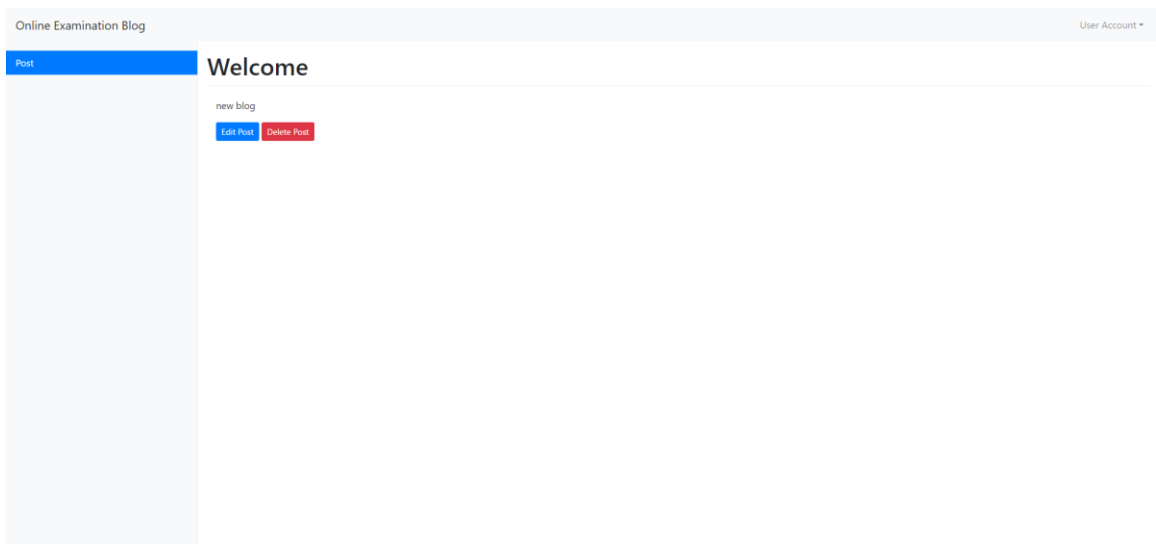 Online Examination Blog
User Account
Post
Welcome
new blog
Edit Post
Delete Post